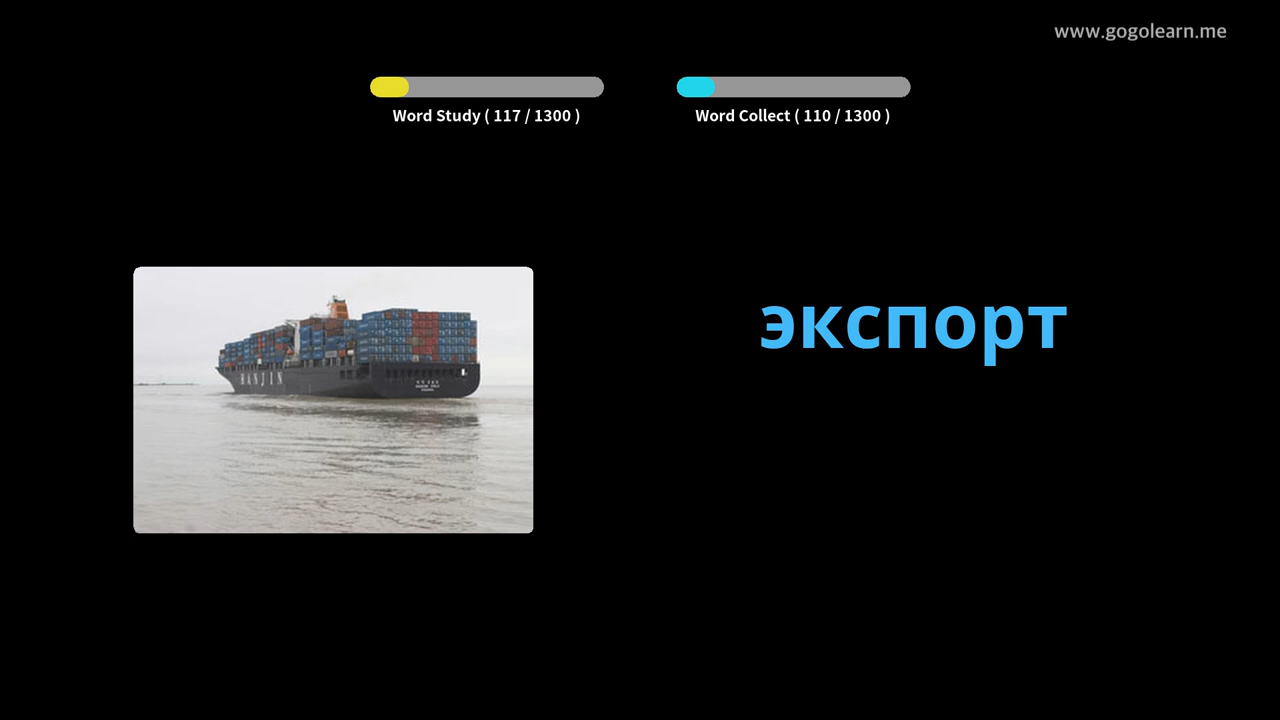 www.gogolearn.me
Word Study ( 117 / 1300 )
Word Collect ( 110 / 1300 )
экспорт
HANJIN